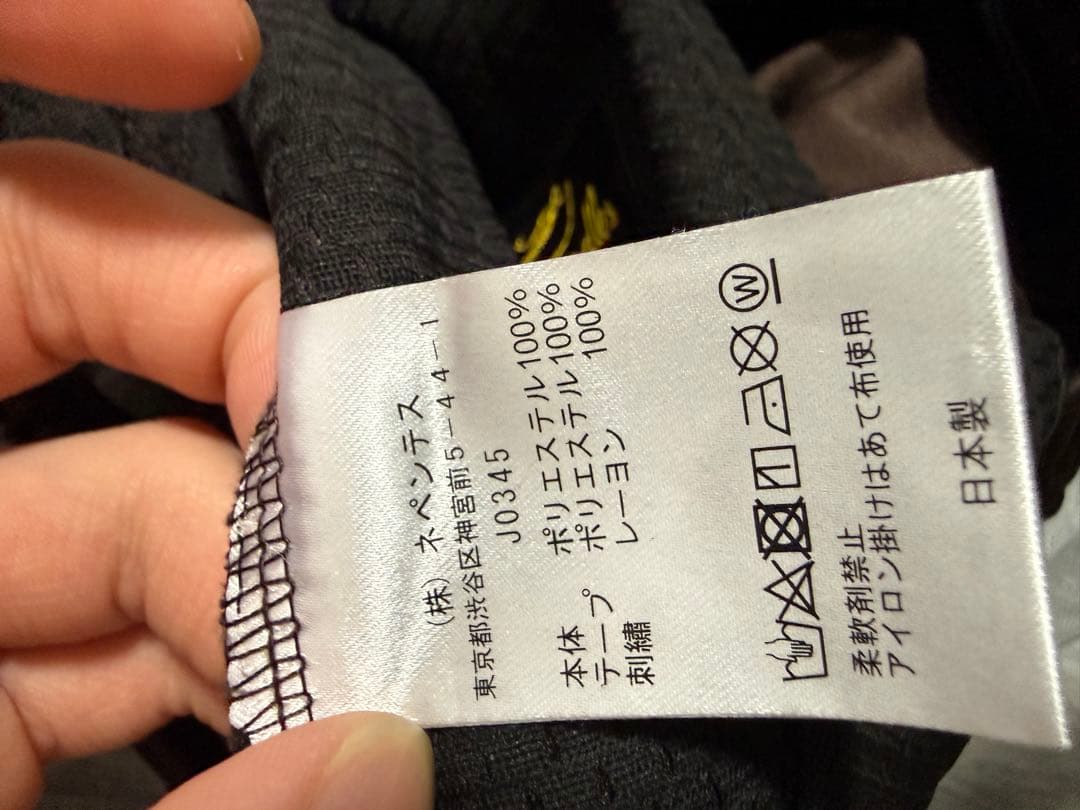 (株) ネペンテス
東京都渋谷区神宮前5-44-1
J0345
本体 ポリエステル100%
テープ ポリエステル100%
刺繡 レーヨン 100%
W
柔軟剤禁止
アイロン掛けはあて布使用
日本製